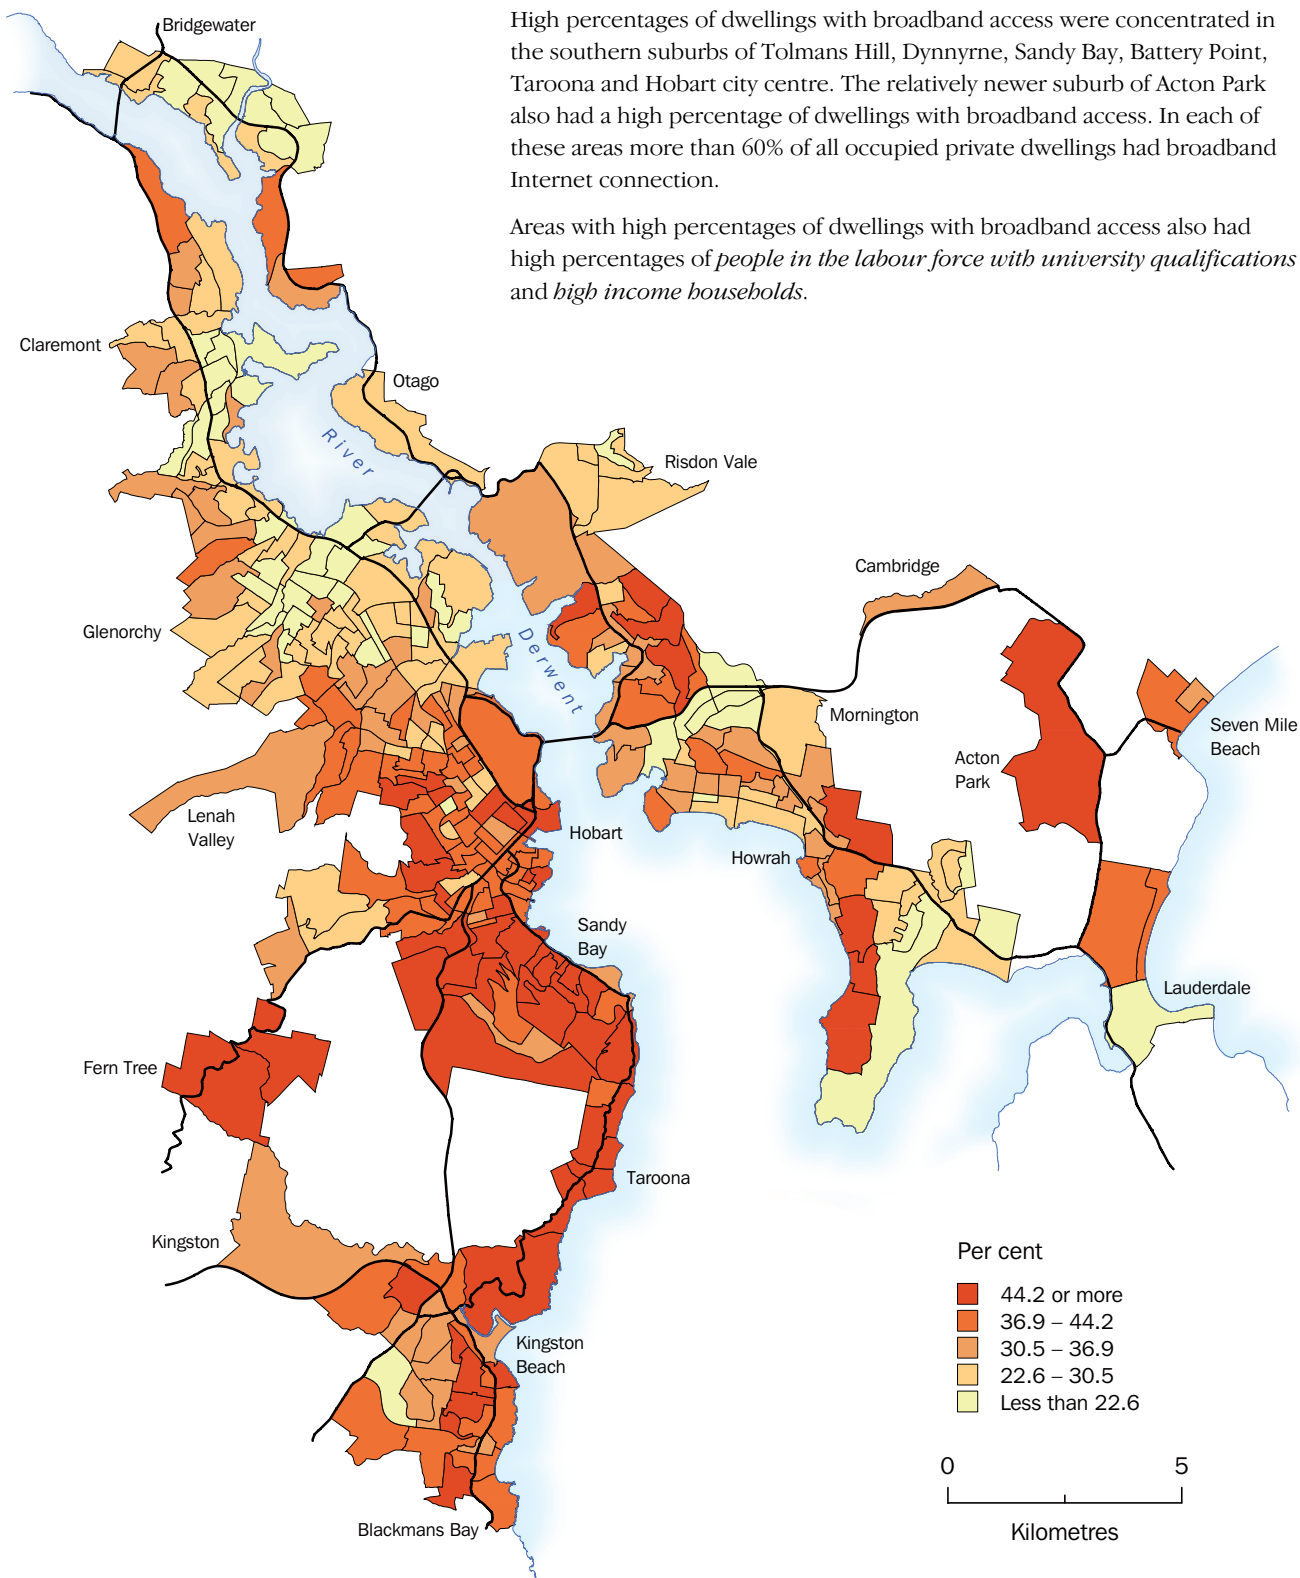 High percentages of dwellings with broadband access were concentrated in
the southern suburbs of Tolmans Hill, Dynnyrne, Sandy Bay, Battery Point,
Taroona and Hobart city centre. The relatively newer suburb of Acton Park
also had a high percentage of dwellings with broadband access. In each of
these areas more than 60% of all occupied private dwellings had broadband
Internet connection.
Areas with high percentages of dwellings with broadband access also had
high percentages of people in the labour force with university qualifications
and high income households.
Bridgewater
Claremont
Otago
River
Risdon Vale
Cambridge
Glenorchy
Derwent
Mornington
Seven Mile
Beach
Acton
Park
Lenah
Valley
Hobart
Howrah
Sandy
Bay
Lauderdale
Fern Tree
Taroona
Kingston
Kingston
Beach
Blackmans Bay
Per cent
44.2 or more
36.9 – 44.2
30.5 – 36.9
22.6 – 30.5
Less than 22.6
0 5
Kilometres